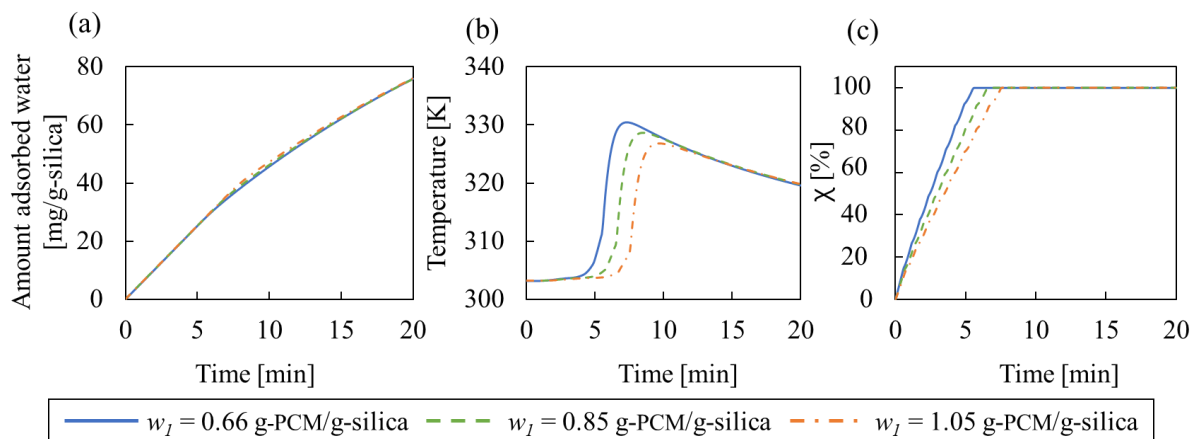 (a)
(b)
(c)
Amount adsorbed water
[mg/g-silica]
80
60
40
20
0
0 5 10 15 20
Time [min]
Temperature [K]
340
330
320
310
300
0 5 10 15 20
Time [min]
χ [%]
100
80
60
40
20
0
0 5 10 15 20
Time [min]
w1 = 0.66 g-PCM/g-silica w1 = 0.85 g-PCM/g-silica w1 = 1.05 g-PCM/g-silica